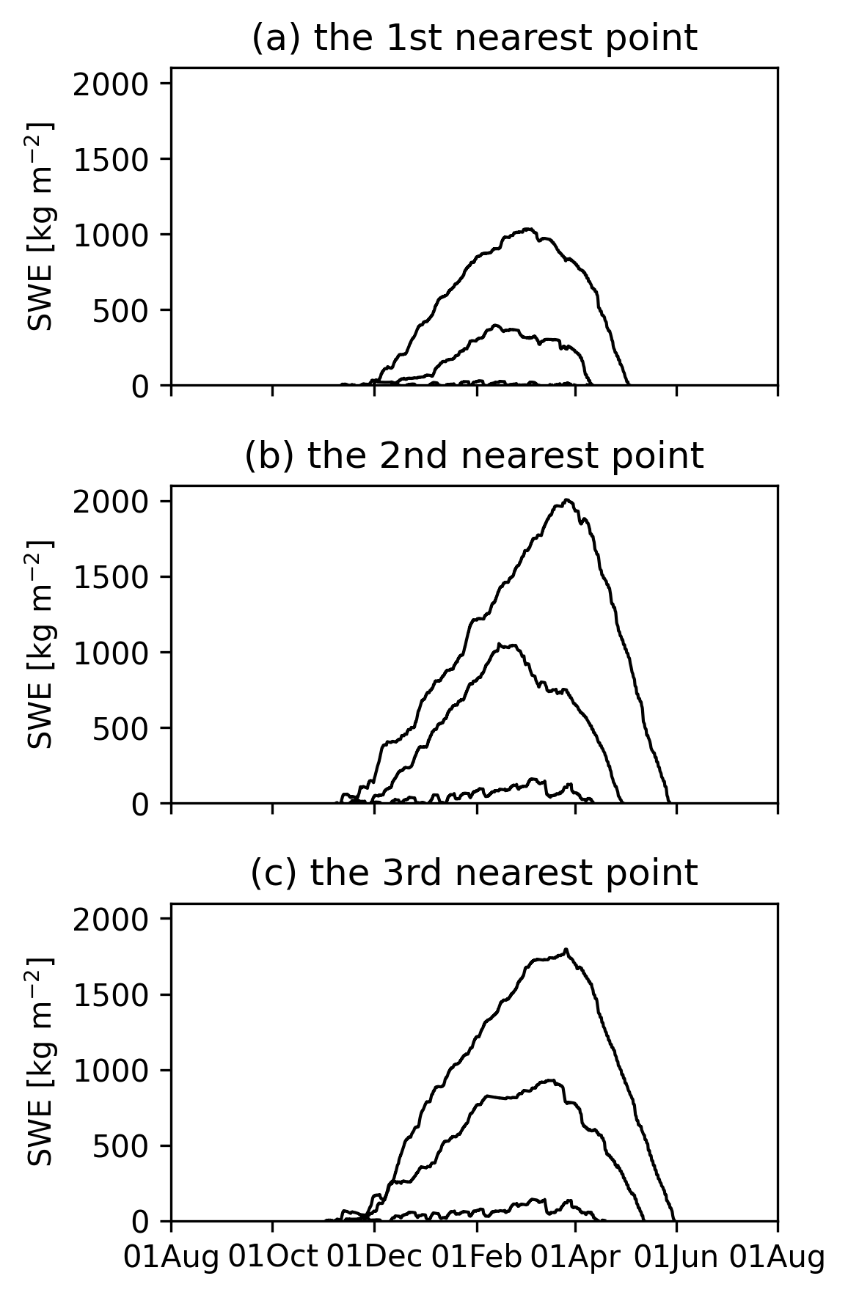 (a) the 1st nearest point
2000
1500
1000
500
0
SWE [kg m⁻²]
(b) the 2nd nearest point
2000
1500
1000
500
0
SWE [kg m⁻²]
(c) the 3rd nearest point
2000
1500
1000
500
0
SWE [kg m⁻²]
01Aug 01Oct 01Dec 01Feb 01Apr 01Jun 01Aug